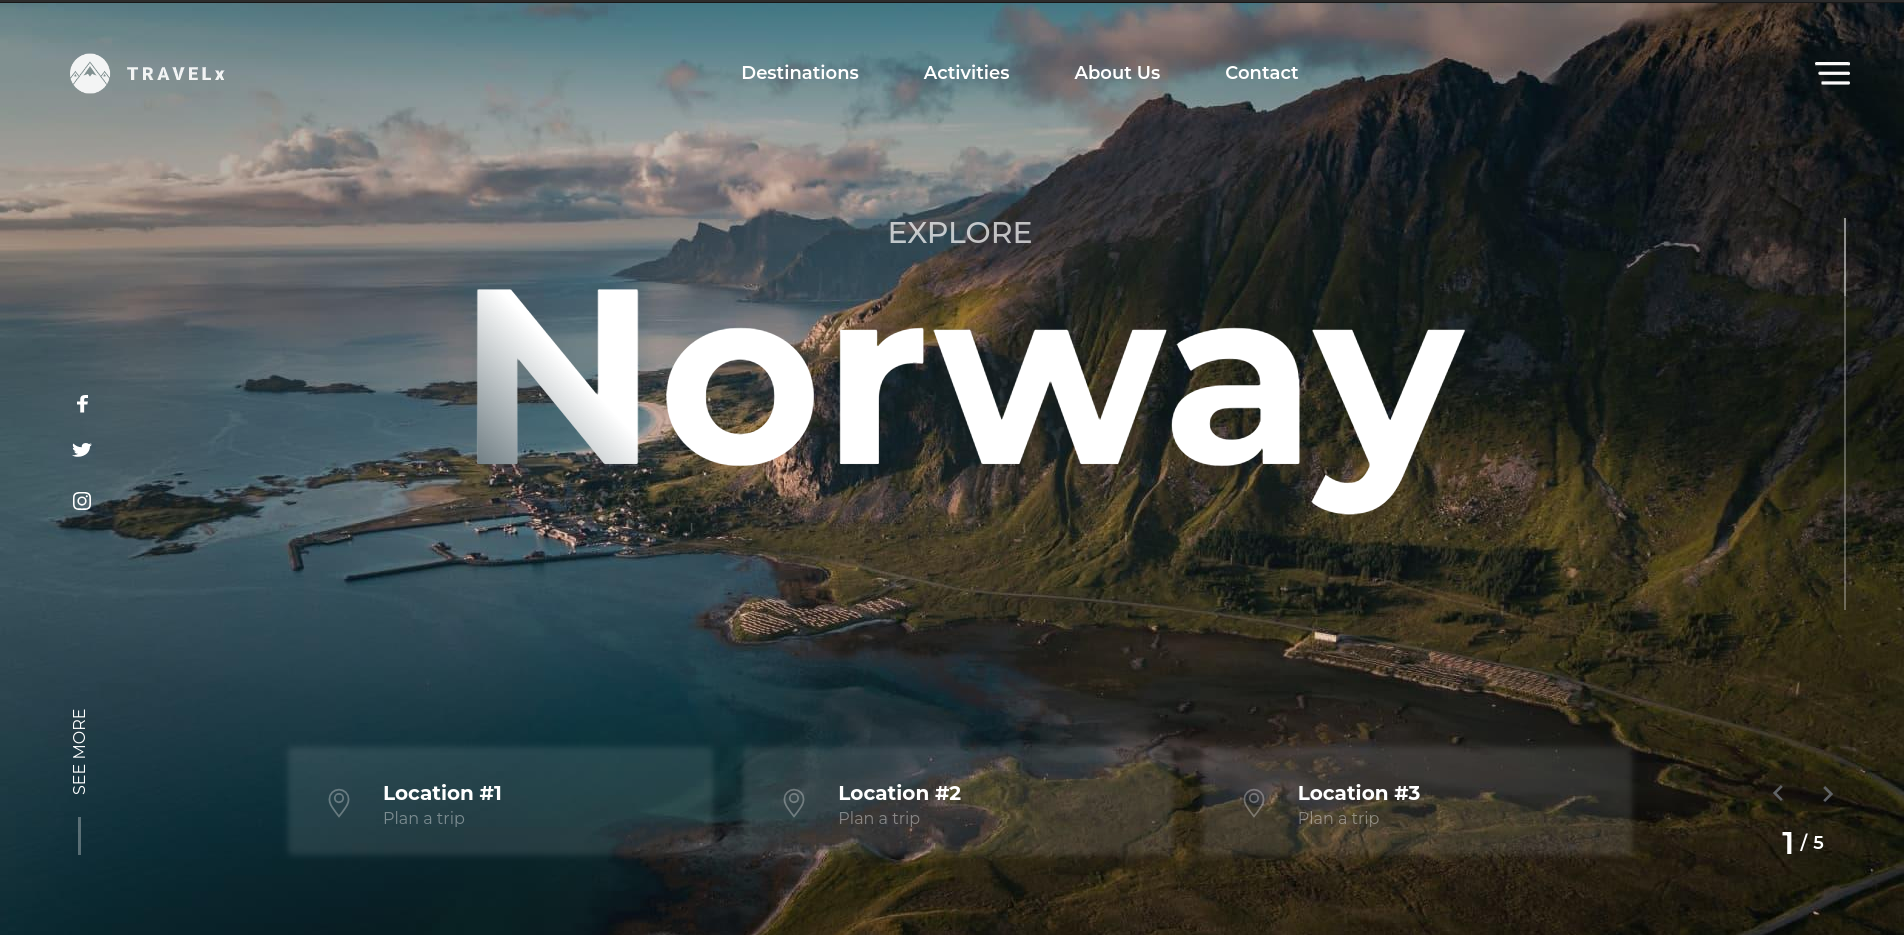 TRAVELx
Destinations
Activities
About Us
Contact
EXPLORE
Norway
SEE MORE
Location #1
Plan a trip
Location #2
Plan a trip
Location #3
Plan a trip
1 / 5